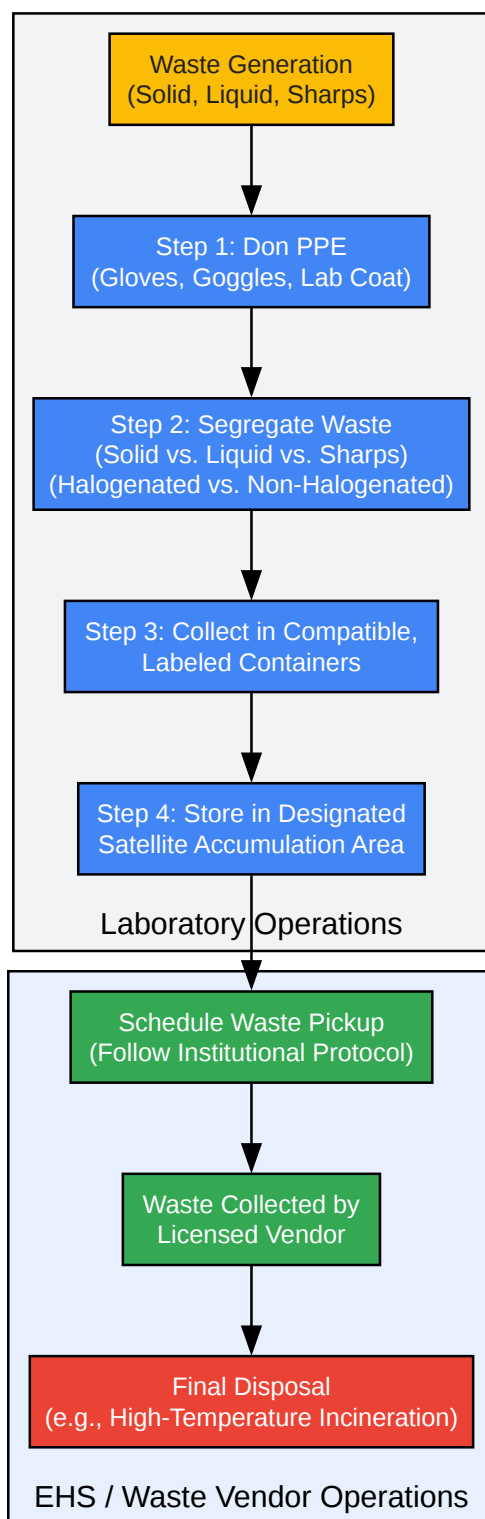 Waste Generation
(Solid, Liquid, Sharps)
Step 1: Don PPE
(Gloves, Goggles, Lab Coat)
Step 2: Segregate Waste
(Solid vs. Liquid vs. Sharps)
(Halogenated vs. Non-Halogenated)
Step 3: Collect in Compatible,
Labeled Containers
Step 4: Store in Designated
Satellite Accumulation Area
Laboratory Operations
Schedule Waste Pickup
(Follow Institutional Protocol)
Waste Collected by
Licensed Vendor
Final Disposal
(e.g., High-Temperature Incineration)
EHS / Waste Vendor Operations